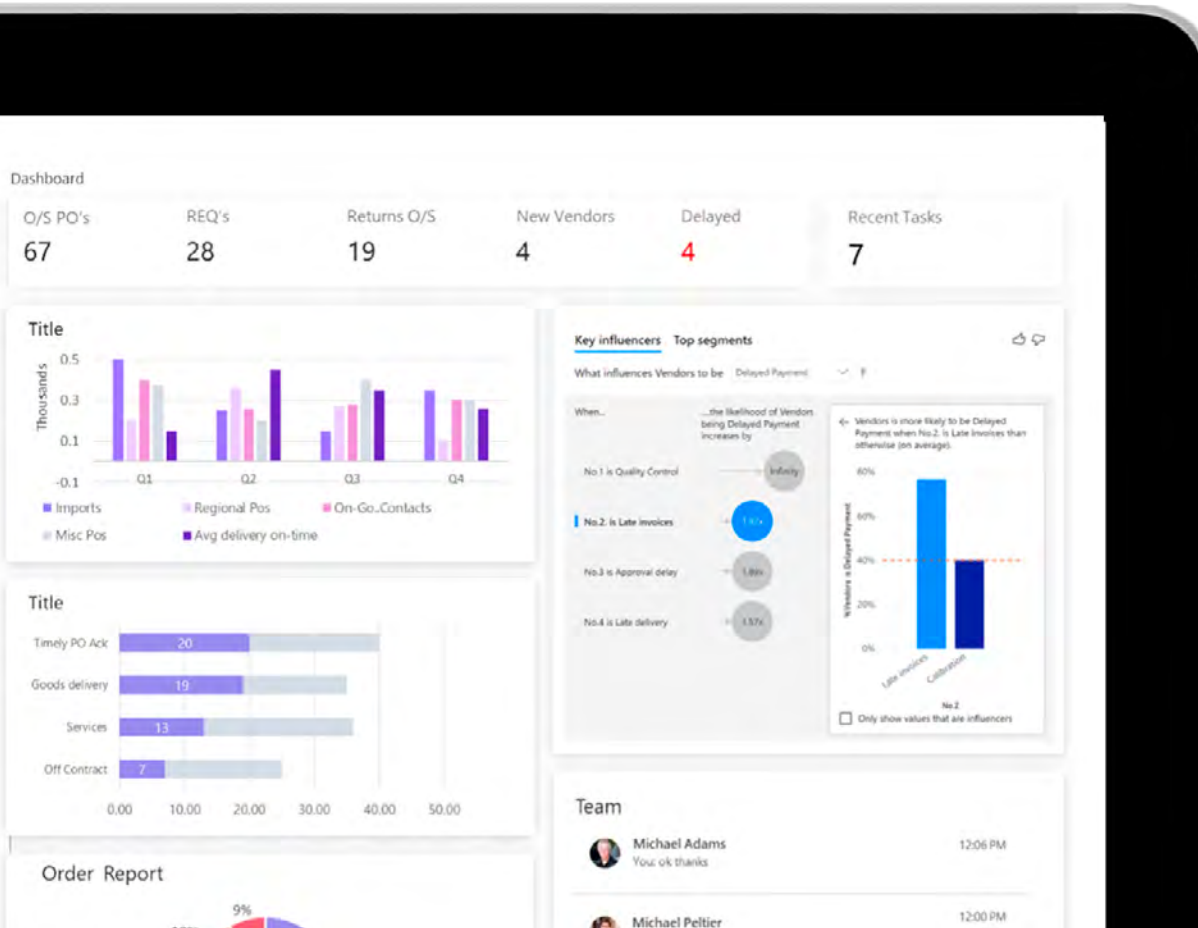 Dashboard
O/S PO's
67
REQ's
28
Returns O/S
19
New Vendors
4
Delayed
4
Recent Tasks
7
Title
Thousands
0.5
0.3
0.1
-0.1
Q1
Q2
Q3
Q4
Imports
Regional Pos
On-Go..Contacts
Misc Pos
Avg delivery on-time
Title
Timely PO Ack
20
Goods delivery
19
Services
13
Off Contract
7
0.00
10.00
20.00
30.00
40.00
50.00
Order Report
9%
Key influencers
Top segments
What influences Vendors to be
Delayed Payment
When...
...the likelihood of Vendors
being Delayed Payment
increases by
No.1 is Quality Control
Infinity
No.2. is Late invoices
No.3 is Approval delay
No.4 is Late delivery
1.57x
Vendors is more likely to be Delayed
Payment when No.2. is Late Invoices than
otherwise (on average).
%Vendors is Delayed Payment
60%
60%
40%
20%
0%
Late invoices
Calibration
No.2
Only show values that are influencers
Team
Michael Adams
12:06 PM
You: ok thanks
Michael Peltier
12:00 PM